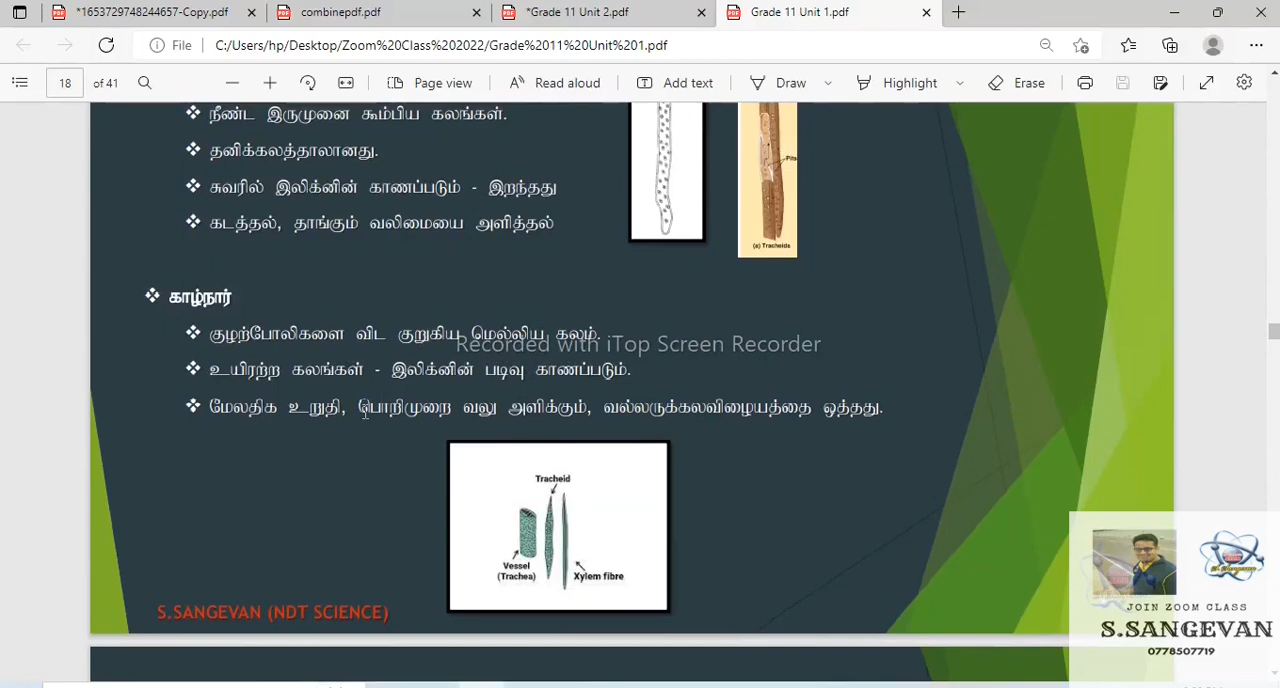 *1653729748244657-Copy.pdf
combinepdf.pdf
*Grade 11 Unit 2.pdf
Grade 11 Unit 1.pdf
File
C:/Users/hp/Desktop/Zoom%20Class%202022/Grade%2011%20Unit%201.pdf
18 of 41
Page view
Read aloud
Add text
Draw
Highlight
Erase
நீண்ட இருமுனை கூம்பிய கலங்கள்.
தனிக்கலத்தாலானது.
சுவரில் இலிக்னின் காணப்படும் - இறந்தது
கடத்தல், தாங்கும் வலிமையை அளித்தல்
Pits
(c) Tracheids
காழ்நார்
குழற்போலிகளை விட குறுகிய மெல்லிய கலம்.
Recorded with iTop Screen Recorder
உயிரற்ற கலங்கள் - இலிக்னின் படிவு காணப்படும்.
மேலதிக உறுதி, பொறிமுறை வலு அளிக்கும், வல்லருக்கலவிழையத்தை ஒத்தது.
Tracheid
Vessel
(Trachea)
Xylem fibre
S.SANGEVAN (NDT SCIENCE)
JOIN ZOOM CLASS
S.SANGEVAN
0778507719